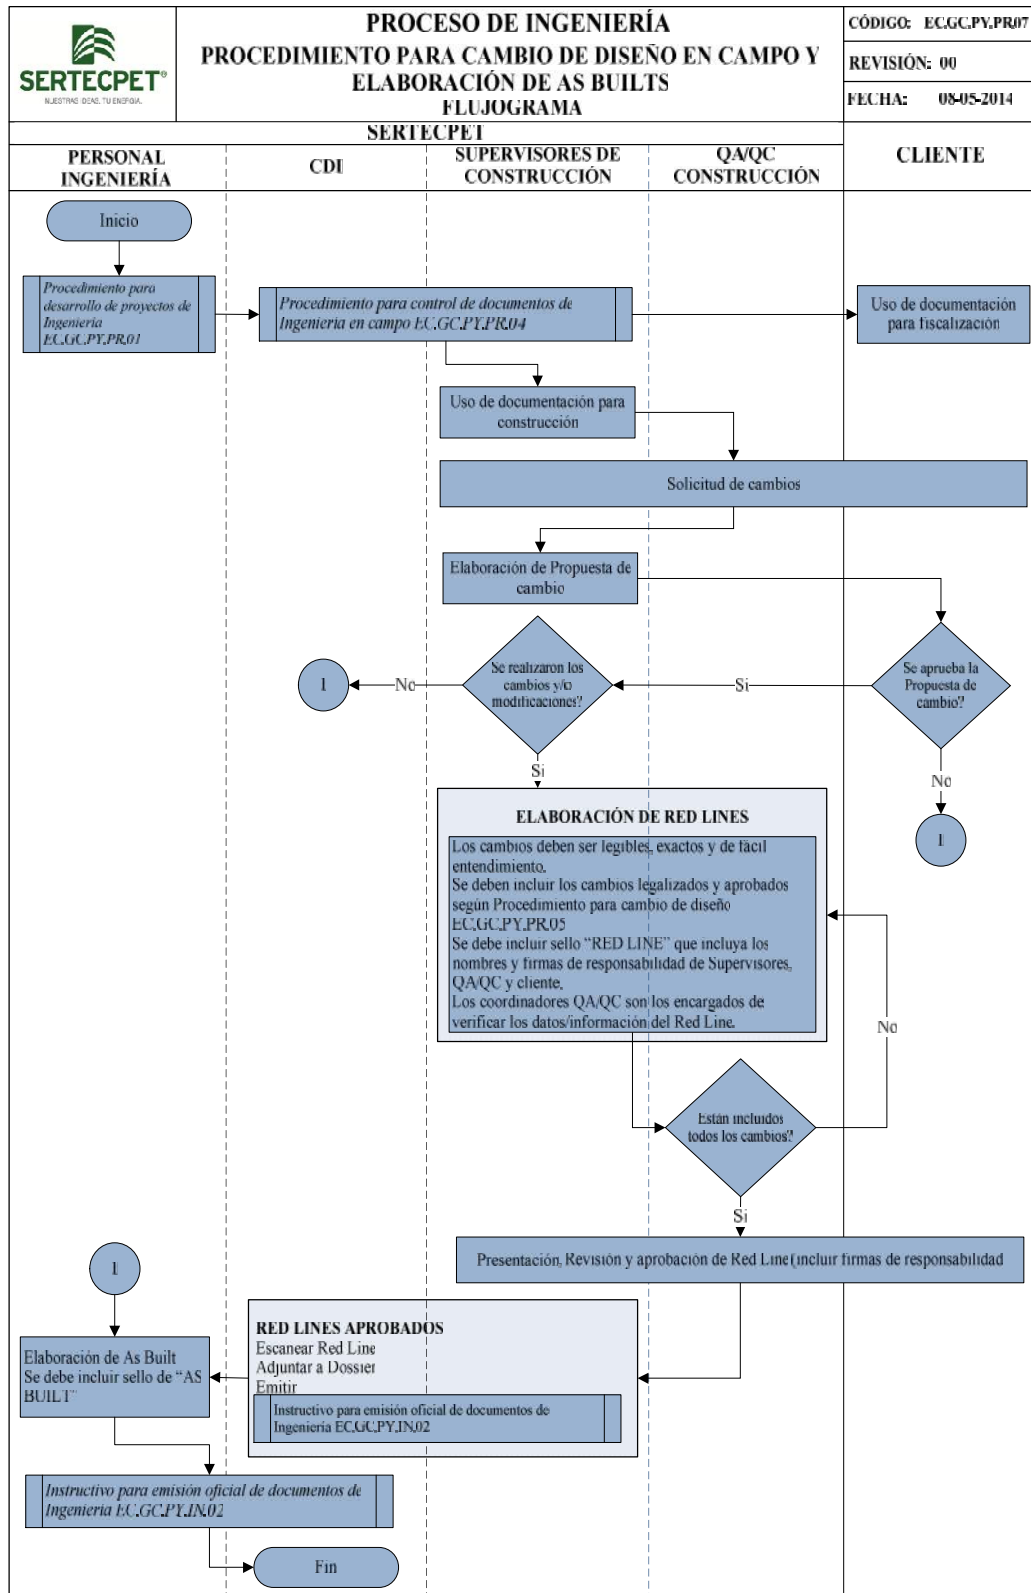 SERTECPET®
NUESTRAS IDEAS, TU ENERGIA.
PROCESO DE INGENIERÍA
PROCEDIMIENTO PARA CAMBIO DE DISEÑO EN CAMPO Y
ELABORACIÓN DE AS BUILTS
FLUJOGRAMA
CÓDIGO: EC.GC.PY.PR.07
REVISIÓN: 00
FECHA: 08-05-2014
SERTECPET
PERSONAL
INGENIERÍA
CDI
SUPERVISORES DE
CONSTRUCCIÓN
QA/QC
CONSTRUCCIÓN
CLIENTE
Inicio
Procedimiento para
desarrollo de proyectos de
Ingeniería
EC.GC.PY.PR.01
Procedimiento para control de documentos de
Ingeniería en campo EC.GC.PY.PR.04
Uso de documentación
para fiscalización
Uso de documentación para
construcción
Solicitud de cambios
Elaboración de Propuesta de
cambio
Se realizaron los
cambios y/o
modificaciones?
Se aprueba la
Propuesta de
cambio?
1
No
Si
Si
No
1
ELABORACIÓN DE RED LINES
Los cambios deben ser legibles, exactos y de fácil
entendimiento.
Se deben incluir los cambios legalizados y aprobados
según Procedimiento para cambio de diseño
EC.GC.PY.PR.05
Se debe incluir sello “RED LINE” que incluya los
nombres y firmas de responsabilidad de Supervisores,
QA/QC y cliente.
Los coordinadores QA/QC son los encargados de
verificar los datos/información del Red Line.
No
Están incluidos
todos los cambios?
Si
Presentación, Revisión y aprobación de Red Line (incluir firmas de responsabilidad
1
RED LINES APROBADOS
Escanear Red Line
Adjuntar a Dossier
Emitir
Instructivo para emisión oficial de documentos de
Ingeniería EC.GC.PY.IN.02
Elaboración de As Built
Se debe incluir sello de “AS
BUILT”
Instructivo para emisión oficial de documentos de
Ingeniería EC.GC.PY.IN.02
Fin